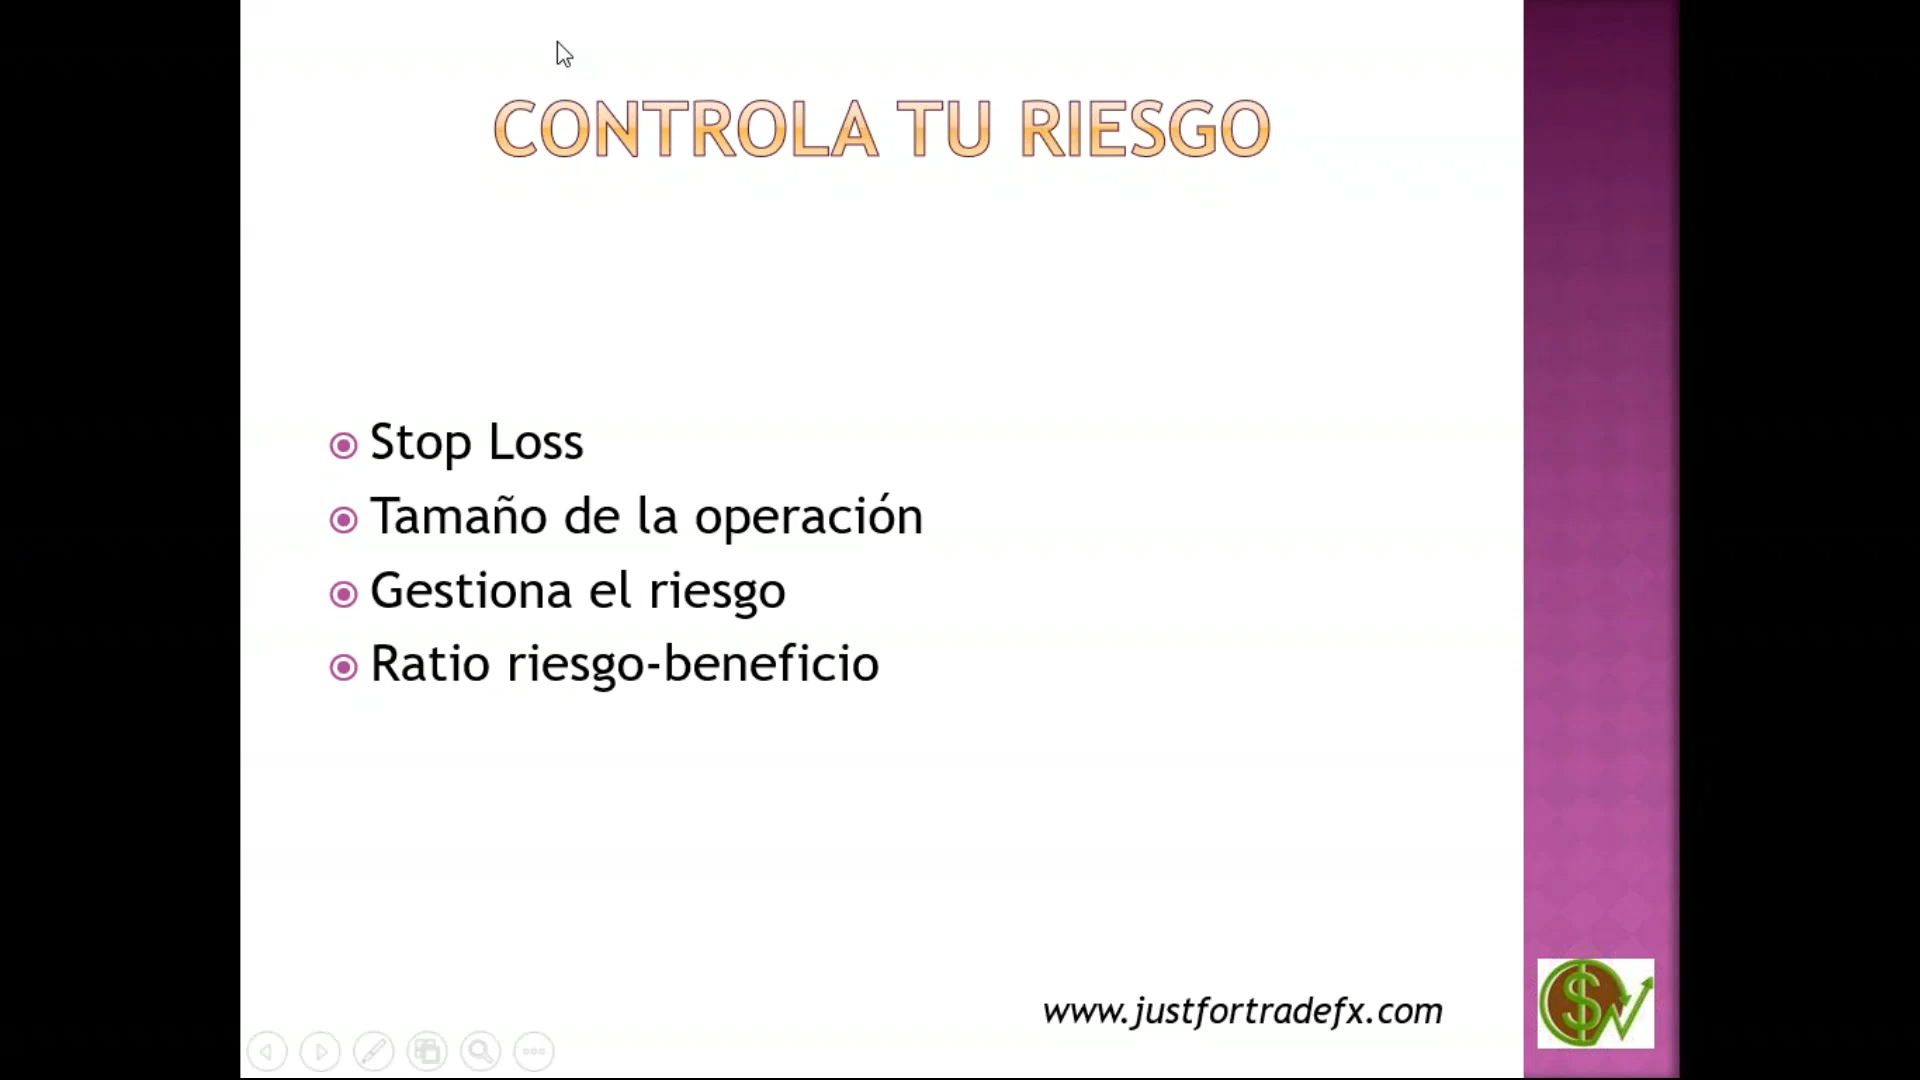 CONTROLA TU RIESGO
Stop Loss
Tamaño de la operación
Gestiona el riesgo
Ratio riesgo-beneficio
www.justfortradefx.com